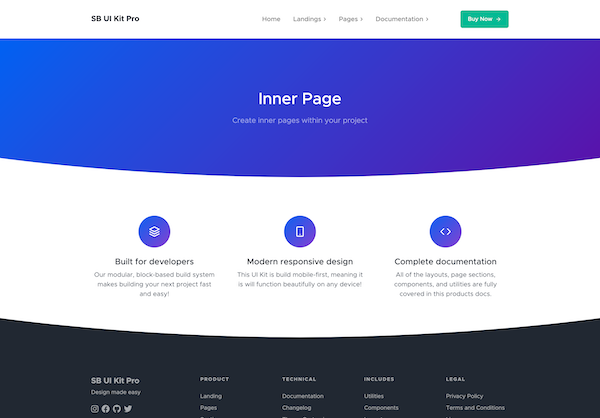 SB UI Kit Pro
Home Landings Pages Documentation Buy Now
Inner Page
Create inner pages within your project
Built for developers
Our modular, block-based build system
makes building your next project fast
and easy!
Modern responsive design
This UI Kit is build mobile-first, meaning it
is will function beautifully on any device!
Complete documentation
All of the layouts, page sections,
components, and utilities are fully
covered in this products docs.
SB UI Kit Pro
Design made easy
PRODUCT
Landing
Pages
TECHNICAL
Documentation
Changelog
INCLUDES
Utilities
Components
LEGAL
Privacy Policy
Terms and Conditions